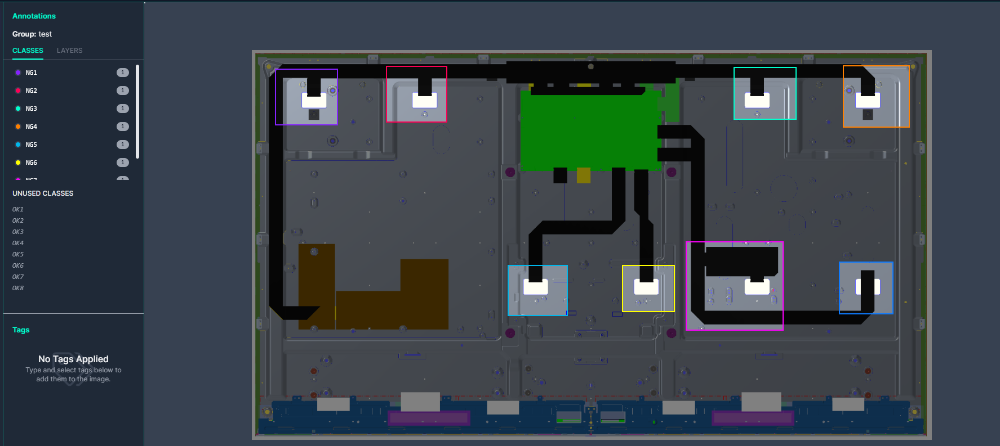 Annotations
Group: test
CLASSES LAYERS
NG1 1
NG2 1
NG3 1
NG4 1
NG5 1
NG6 1
UNUSED CLASSES
OK1
OK2
OK3
OK4
OK5
OK6
OK7
OK8
Tags
No Tags Applied
Type and select tags below to
add them to the image.